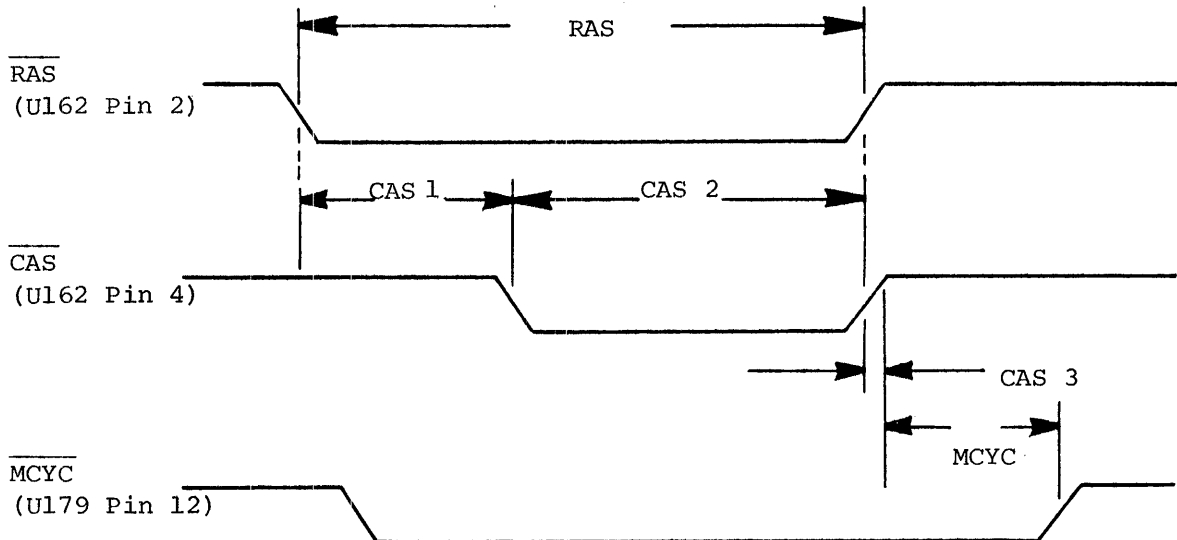 RAS
RAS
(U162 Pin 2)
CAS 1
CAS 2
CAS
(U162 Pin 4)
CAS 3
MCYC
MCYC
(U179 Pin 12)